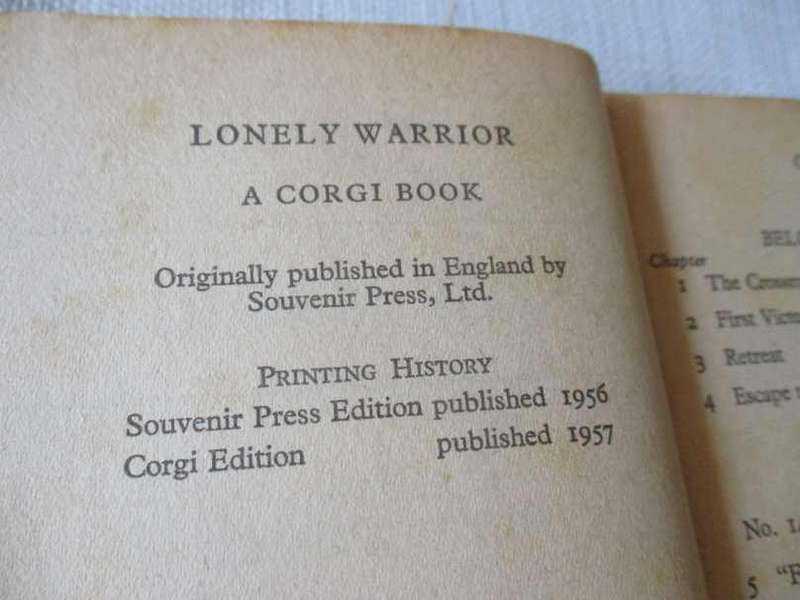 LONELY WARRIOR
A CORGI BOOK
Originally published in England by
Souvenir Press, Ltd.
PRINTING HISTORY
Souvenir Press Edition published 1956
Corgi Edition published 1957
Chapter
1 The
2 First
3 Retreat
4 Escape
No.
5